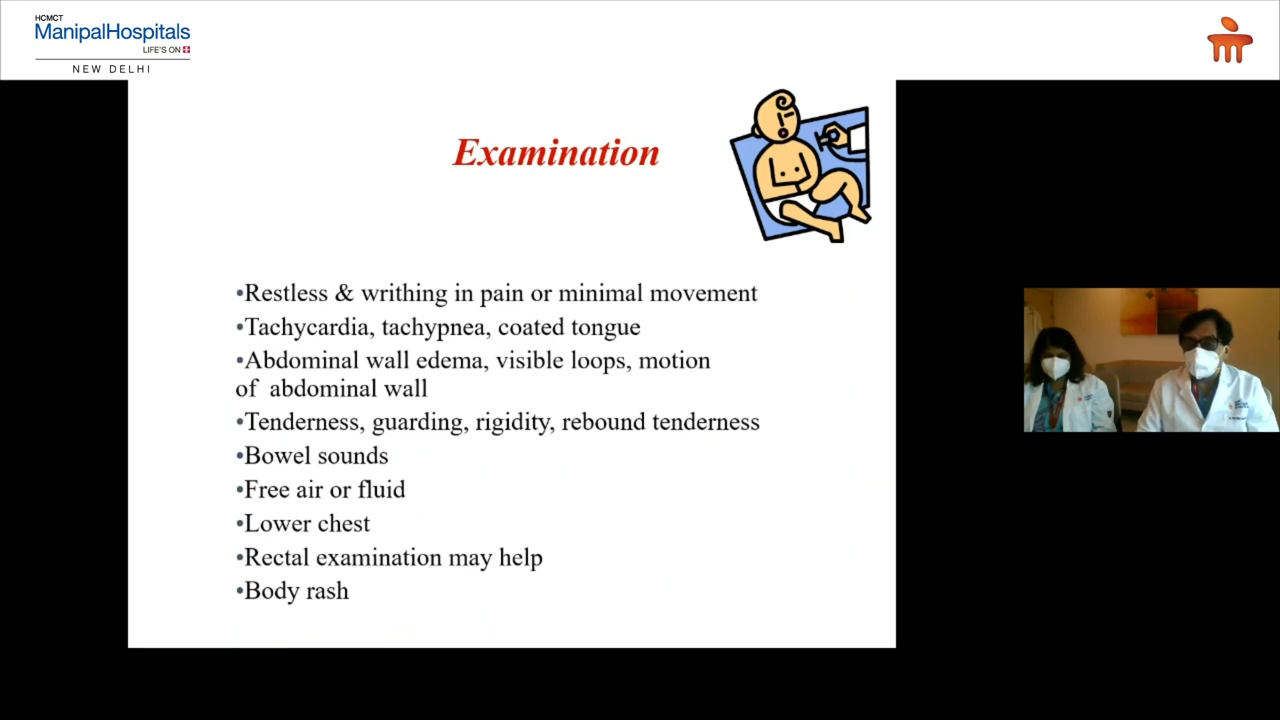 HCMCT
ManipalHospitals
LIFE'S ON
NEW DELHI
Examination
•Restless & writhing in pain or minimal movement
•Tachycardia, tachypnea, coated tongue
•Abdominal wall edema, visible loops, motion
of abdominal wall
•Tenderness, guarding, rigidity, rebound tenderness
•Bowel sounds
•Free air or fluid
•Lower chest
•Rectal examination may help
•Body rash